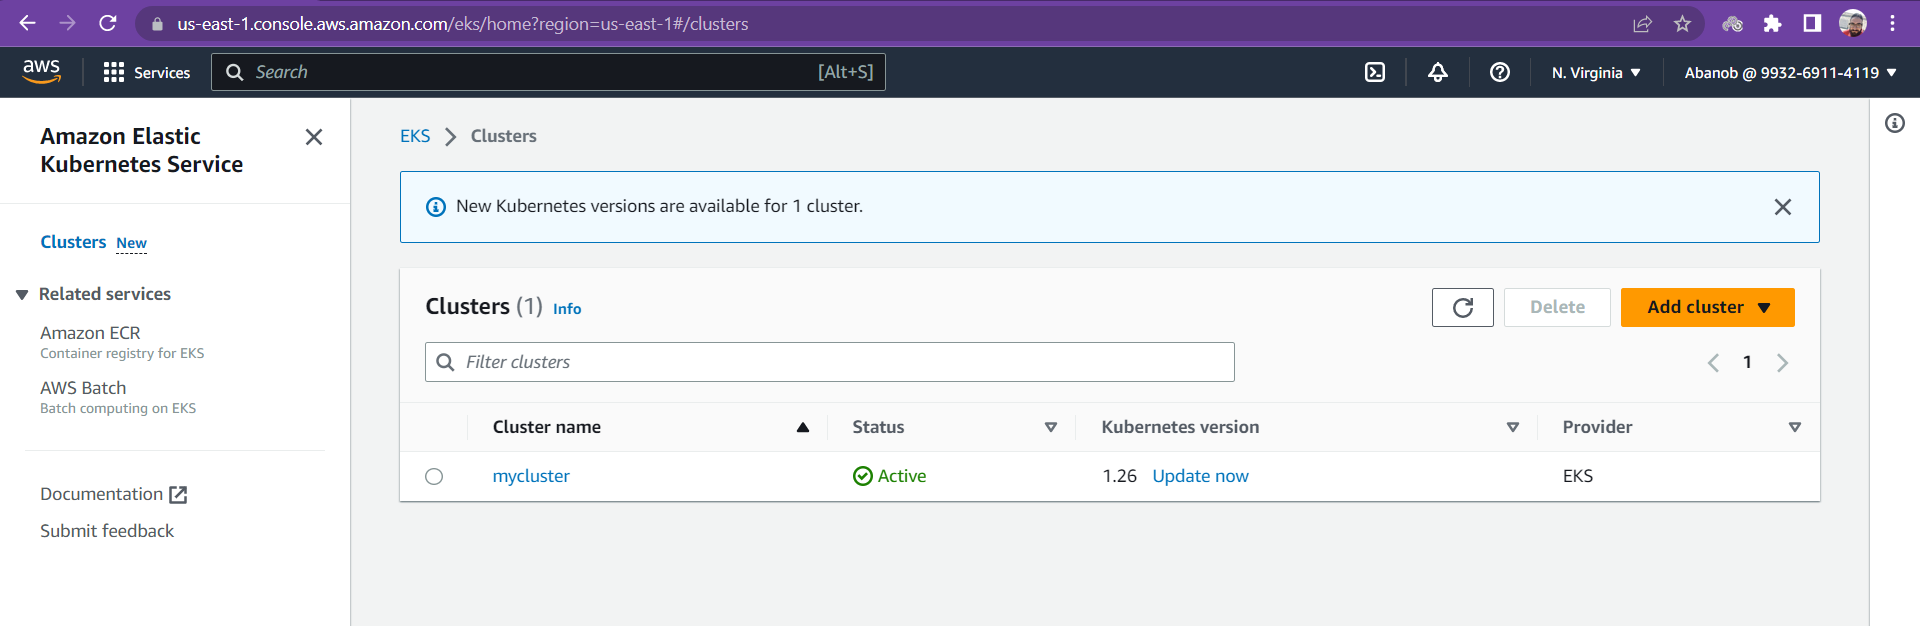 us-east-1.console.aws.amazon.com/eks/home?region=us-east-1#/clusters
aws
Services
Search
[Alt+S]
N. Virginia
Abanob @ 9932-6911-4119
Amazon Elastic
Kubernetes Service
Clusters New
Related services
Amazon ECR
Container registry for EKS
AWS Batch
Batch computing on EKS
Documentation
Submit feedback
EKS
Clusters
New Kubernetes versions are available for 1 cluster.
Clusters (1) Info
Delete
Add cluster
Filter clusters
1
Cluster name
Status
Kubernetes version
Provider
mycluster
Active
1.26 Update now
EKS